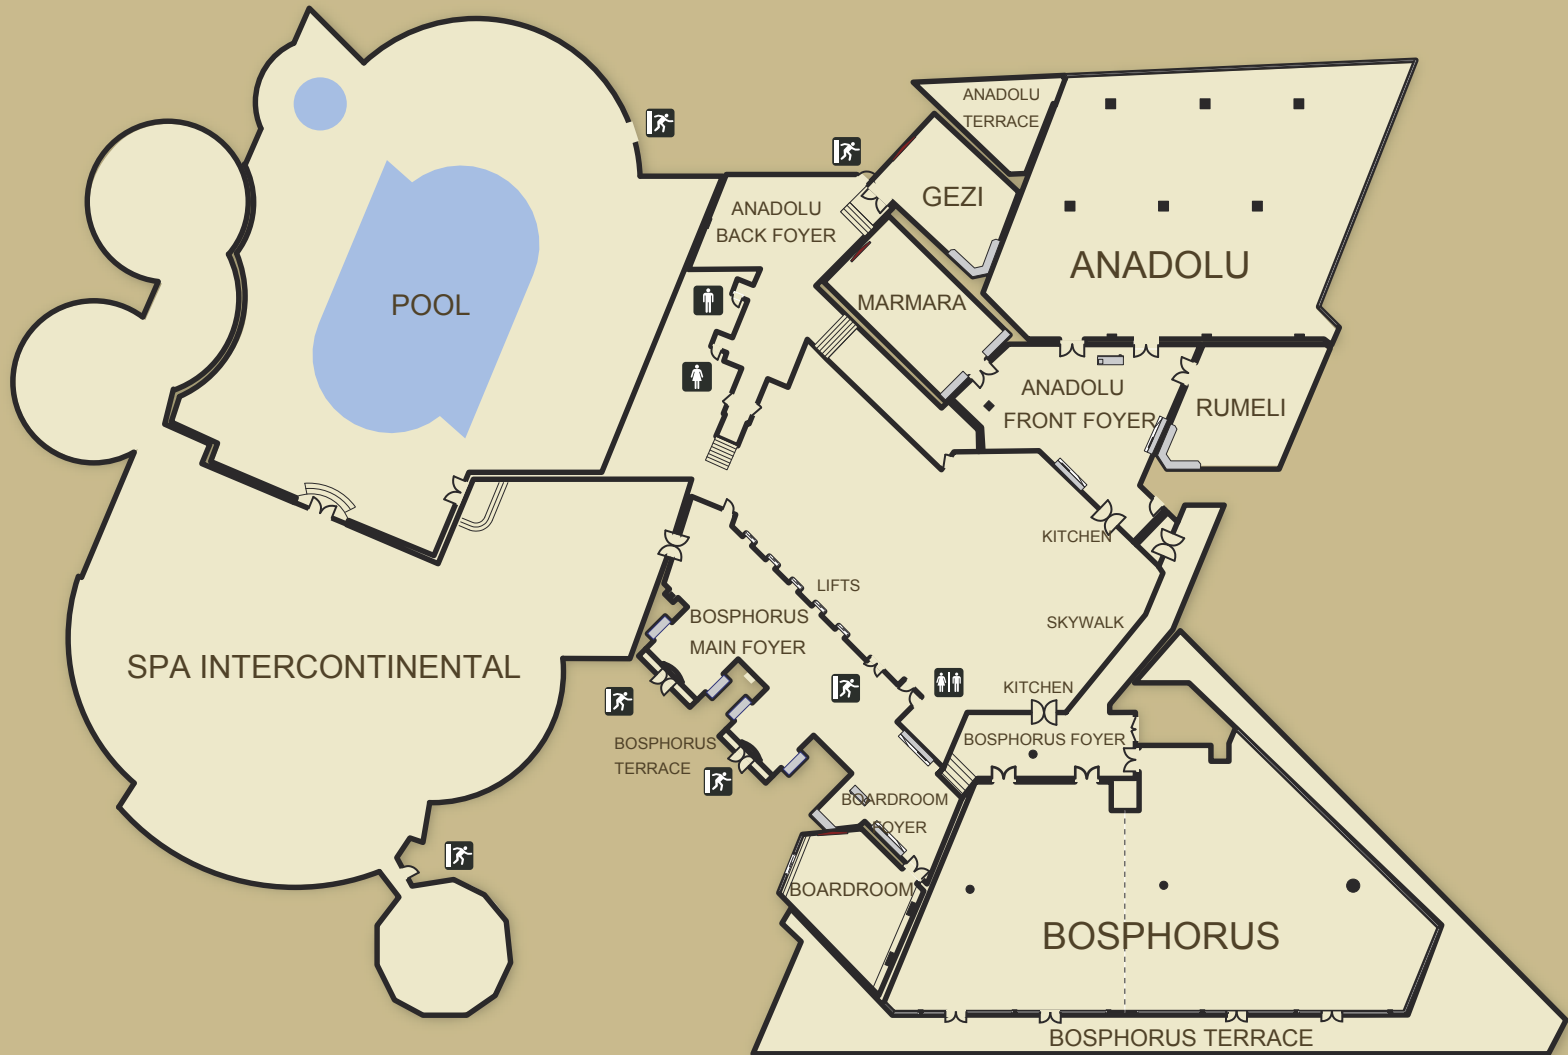 ANADOLU
TERRACE
GEZI
ANADOLU
BACK FOYER
ANADOLU
POOL
MARMARA
ANADOLU
FRONT FOYER
RUMELI
KITCHEN
LIFTS
BOSPHORUS
MAIN FOYER
SKYWALK
SPA INTERCONTINENTAL
KITCHEN
BOSPHORUS
TERRACE
BOSPHORUS FOYER
BOARDROOM
FOYER
BOARDROOM
BOSPHORUS
BOSPHORUS TERRACE